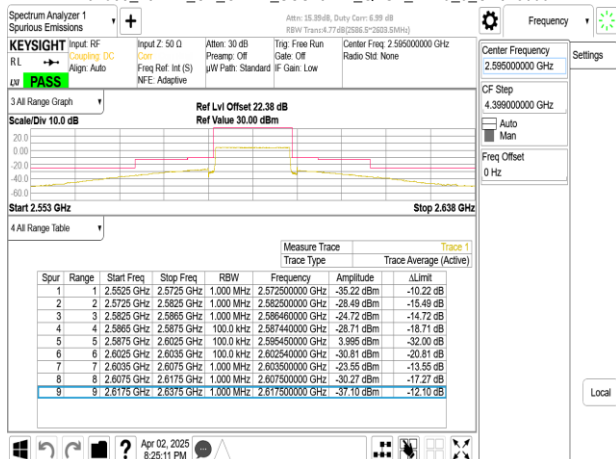 Spectrum Analyzer 1
Spurious Emissions
Attn: 15.39dB, Duty Corr: 6.99 dB
RBW Trans:4.77dB(2586.5*2603.5MHz)
Frequency
KEYSIGHT Input: RF
RL
Coupling: DC
Align: Auto
LXI PASS
Input Z: 50 Ω
Corr
Freq Ref: Int (S)
NFE: Adaptive
Atten: 30 dB
Preamp: Off
µW Path: Standard
Trig: Free Run
Gate: Off
IF Gain: Low
Center Freq: 2.595000000 GHz
Radio Std: None
Center Frequency
2.595000000 GHz
Settings
CF Step
4.399000000 GHz
Auto
Man
Freq Offset
0 Hz
3 All Range Graph
Scale/Div 10.0 dB
Ref Lvl Offset 22.38 dB
Ref Value 30.00 dBm
20.0
0.00
-20.0
-40.0
-60.0
Start 2.553 GHz
Stop 2.638 GHz
4 All Range Table
Measure Trace Trace 1
Trace Type Trace Average (Active)
Spur Range Start Freq Stop Freq RBW Frequency Amplitude ΔLimit
1 1 2.5525 GHz 2.5725 GHz 1.000 MHz 2.572500000 GHz -35.22 dBm -10.22 dB
2 2 2.5725 GHz 2.5825 GHz 1.000 MHz 2.582500000 GHz -28.49 dBm -15.49 dB
3 3 2.5825 GHz 2.5865 GHz 1.000 MHz 2.586460000 GHz -24.72 dBm -14.72 dB
4 4 2.5865 GHz 2.5875 GHz 100.0 kHz 2.587440000 GHz -28.71 dBm -18.71 dB
5 5 2.5875 GHz 2.6025 GHz 100.0 kHz 2.595450000 GHz 3.995 dBm -32.00 dB
6 6 2.6025 GHz 2.6035 GHz 100.0 kHz 2.602540000 GHz -30.81 dBm -20.81 dB
7 7 2.6035 GHz 2.6075 GHz 1.000 MHz 2.603500000 GHz -23.55 dBm -13.55 dB
8 8 2.6075 GHz 2.6175 GHz 1.000 MHz 2.607500000 GHz -30.27 dBm -17.27 dB
9 9 2.6175 GHz 2.6375 GHz 1.000 MHz 2.617500000 GHz -37.10 dBm -12.10 dB
Local
?
Apr 02, 2025
8:25:11 PM